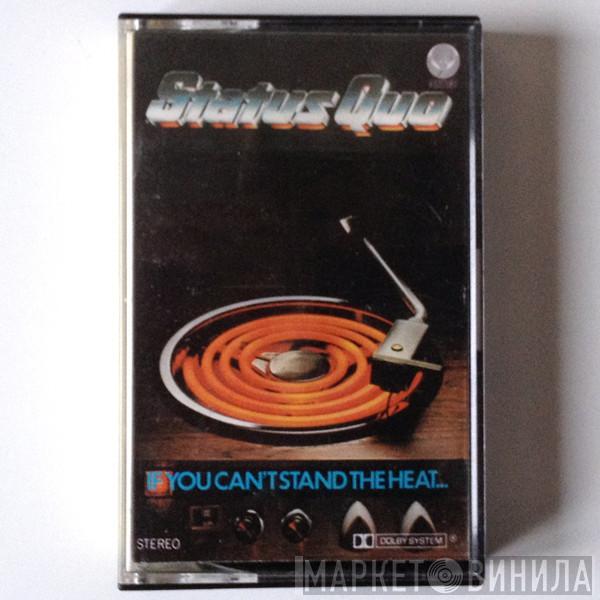 Status Quo
IF YOU CAN'T STAND THE HEAT...
STEREO
DOLBY SYSTEM ®
МАРКЕТ ВИНИЛА